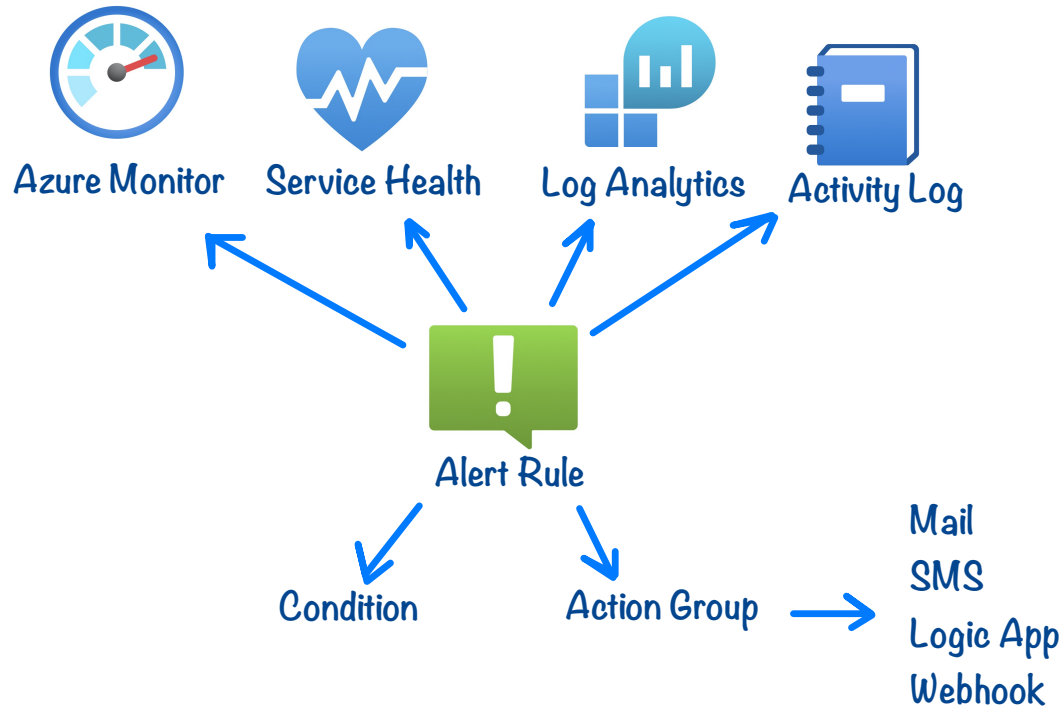 Azure Monitor
Service Health
Log Analytics
Activity Log
Alert Rule
Condition
Action Group
Mail
SMS
Logic App
Webhook